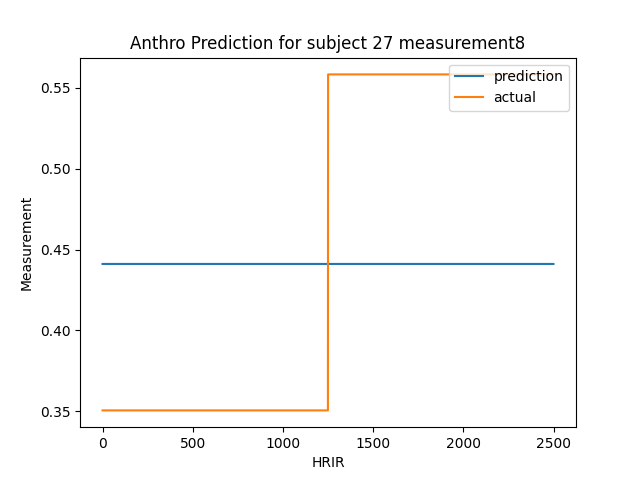 Anthro Prediction for subject 27 measurement8
prediction
actual
0.55
0.50
0.45
0.40
0.35
Measurement
0
500
1000
1500
2000
2500
HRIR